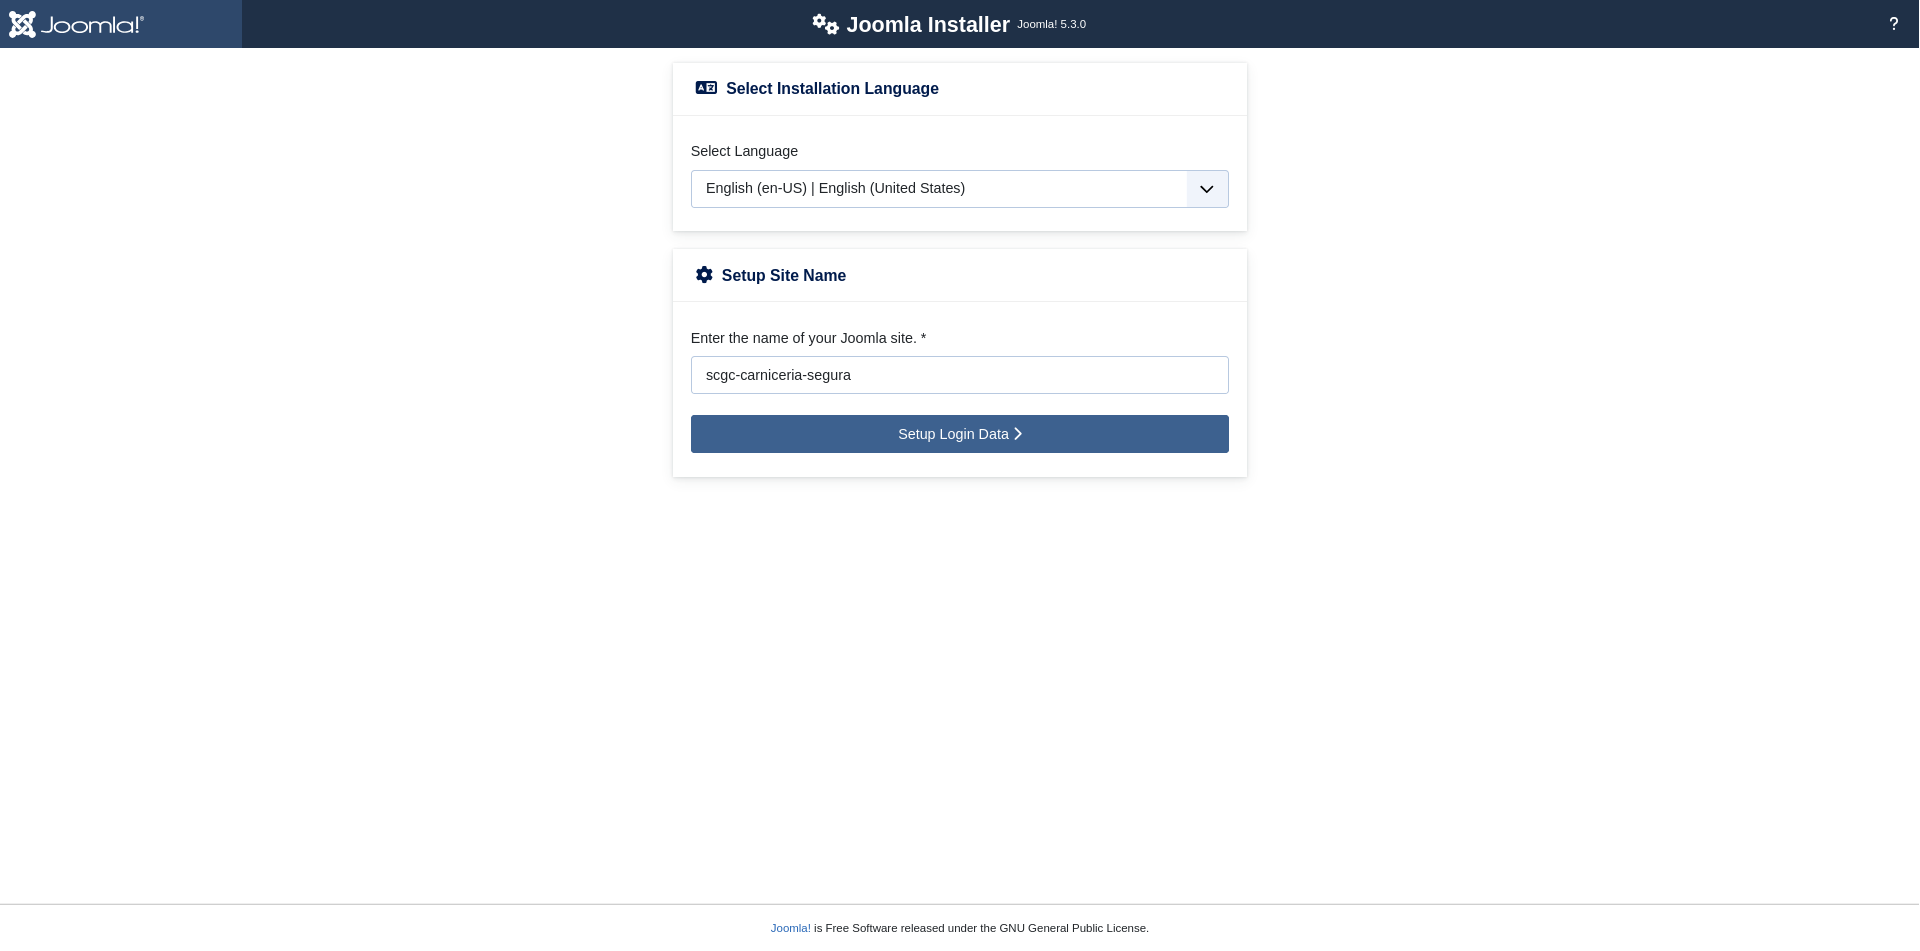 Joomla!®
Joomla Installer Joomla! 5.3.0
?
Select Installation Language
Select Language
English (en-US) | English (United States)
Setup Site Name
Enter the name of your Joomla site. *
scgc-carniceria-segura
Setup Login Data
Joomla! is Free Software released under the GNU General Public License.